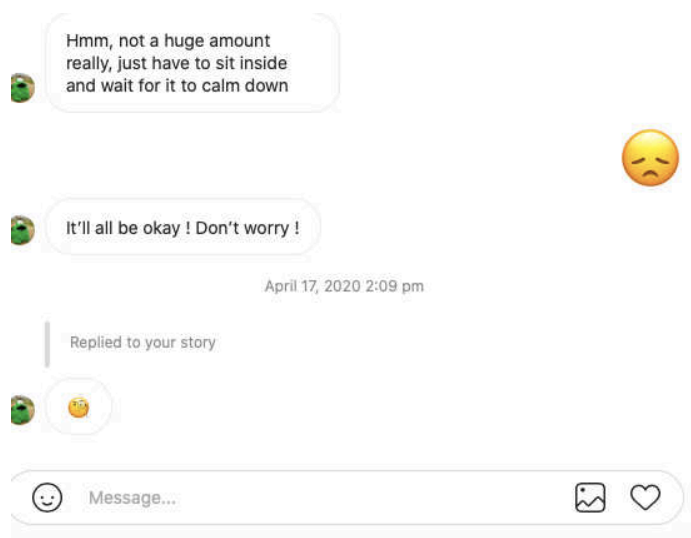 Hmm, not a huge amount
really, just have to sit inside
and wait for it to calm down
😞
It'll all be okay ! Don't worry !
April 17, 2020 2:09 pm
Replied to your story
🧐
Message...